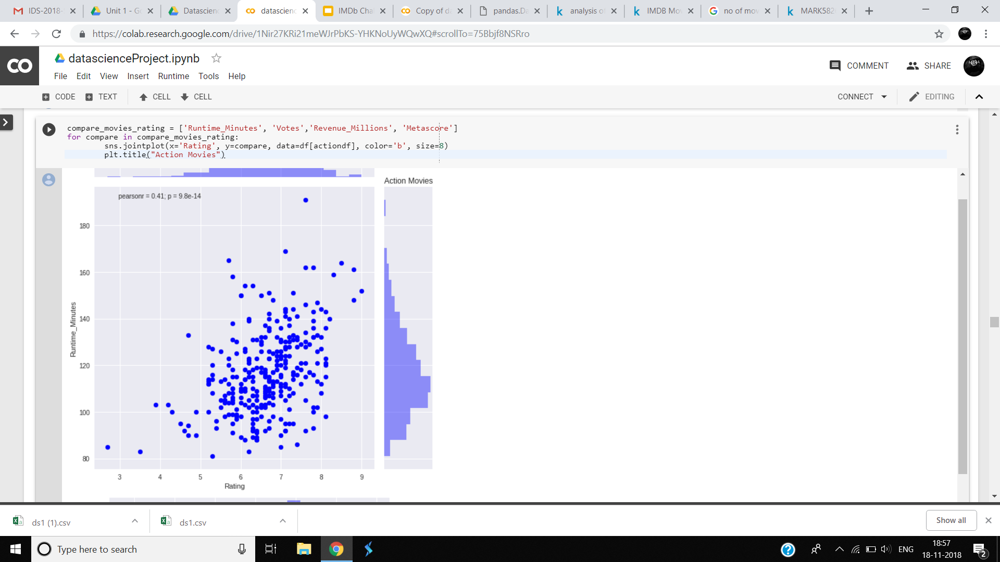 IDS-2018-
Unit 1 - G
Datascien
datascienc
IMDb Cha
Copy of da
pandas.Da
analysis o
IMDB Mov
no of mov
MARK582
https://colab.research.google.com/drive/1Nir27KRi21meWJrPbKS-YHKNoUyWQwXQ#scrollTo=75Bbjf8NSRro
CO
datascienceProject.ipynb
COMMENT
SHARE
File Edit View Insert Runtime Tools Help
CODE TEXT CELL CELL
CONNECT
EDITING
compare_movies_rating = ['Runtime_Minutes', 'Votes','Revenue_Millions', 'Metascore']
for compare in compare_movies_rating:
sns.jointplot(x='Rating', y=compare, data=df[actiondf], color='b', size=8)
plt.title("Action Movies")
Action Movies
pearsonr = 0.41; p = 9.8e-14
180
160
140
120
100
80
Runtime_Minutes
3 4 5 6 7 8 9
Rating
ds1 (1).csv
ds1.csv
Show all
Type here to search
ENG
18:57
18-11-2018
2